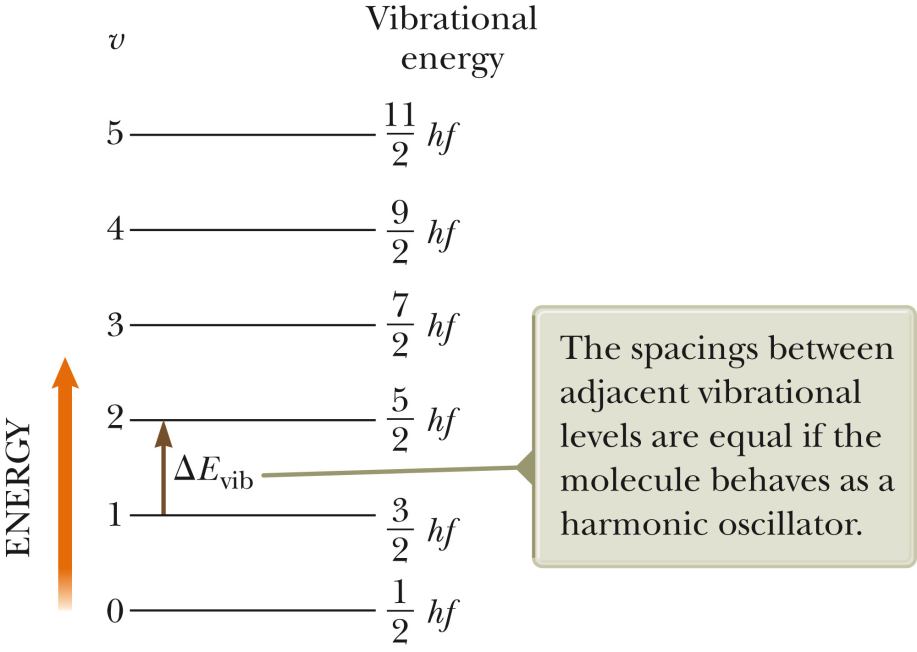 v
Vibrational
energy
5
11/2 hf
4
9/2 hf
3
7/2 hf
2
5/2 hf
ΔEvib
1
3/2 hf
0
1/2 hf
ENERGY
The spacings between
adjacent vibrational
levels are equal if the
molecule behaves as a
harmonic oscillator.